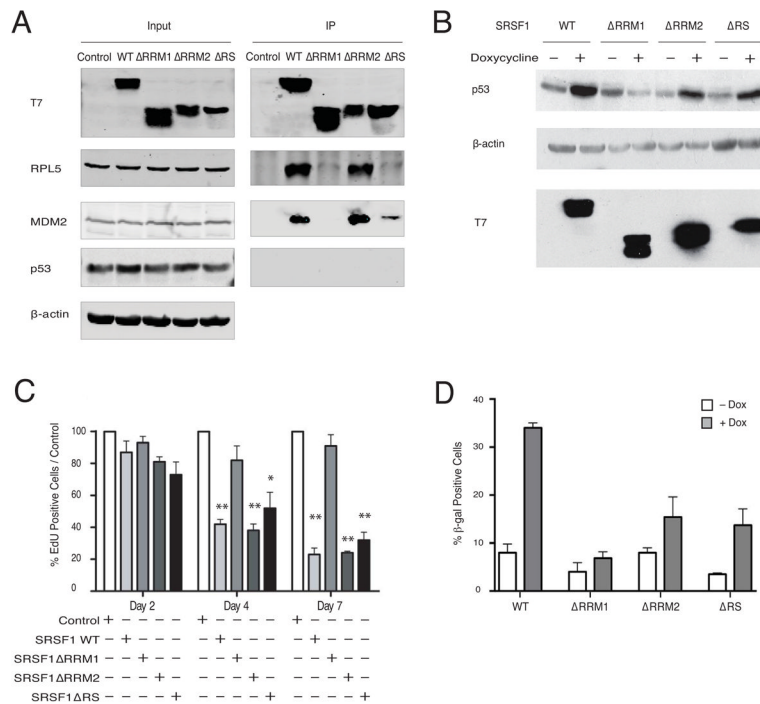 A
Input
IP
Control WT ΔRRM1 ΔRRM2 ΔRS
Control WT ΔRRM1 ΔRRM2 ΔRS
T7
RPL5
MDM2
p53
β-actin
B
SRSF1 WT ΔRRM1 ΔRRM2 ΔRS
Doxycycline − + − + − + − +
p53
β-actin
T7
C
% EdU Positive Cells / Control
100
80
60
40
20
0
** ** *
** ** **
Day 2 Day 4 Day 7
Control + − − − − + − − − − + − − − −
SRSF1 WT − + − − − − + − − − − + − − −
SRSF1ΔRRM1 − − + − − − − + − − − − + − −
SRSF1ΔRRM2 − − − + − − − − + − − − − + −
SRSF1ΔRS − − − − + − − − − + − − − − +
D
% β-gal Positive Cells
40
30
20
10
0
− Dox
+ Dox
WT ΔRRM1 ΔRRM2 ΔRS